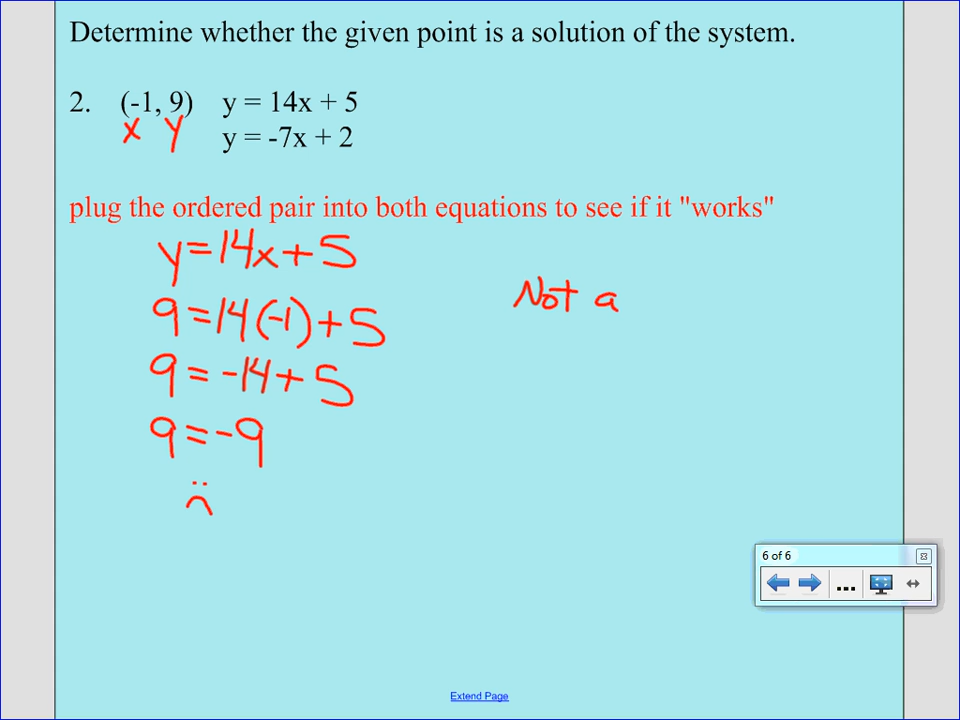 Determine whether the given point is a solution of the system.
2. (-1, 9) y = 14x + 5
x y
y = -7x + 2
plug the ordered pair into both equations to see if it "works"
y = 14x + 5
9 = 14(-1) + 5
Not a
9 = -14 + 5
9 = -9
6 of 6
...
Extend Page